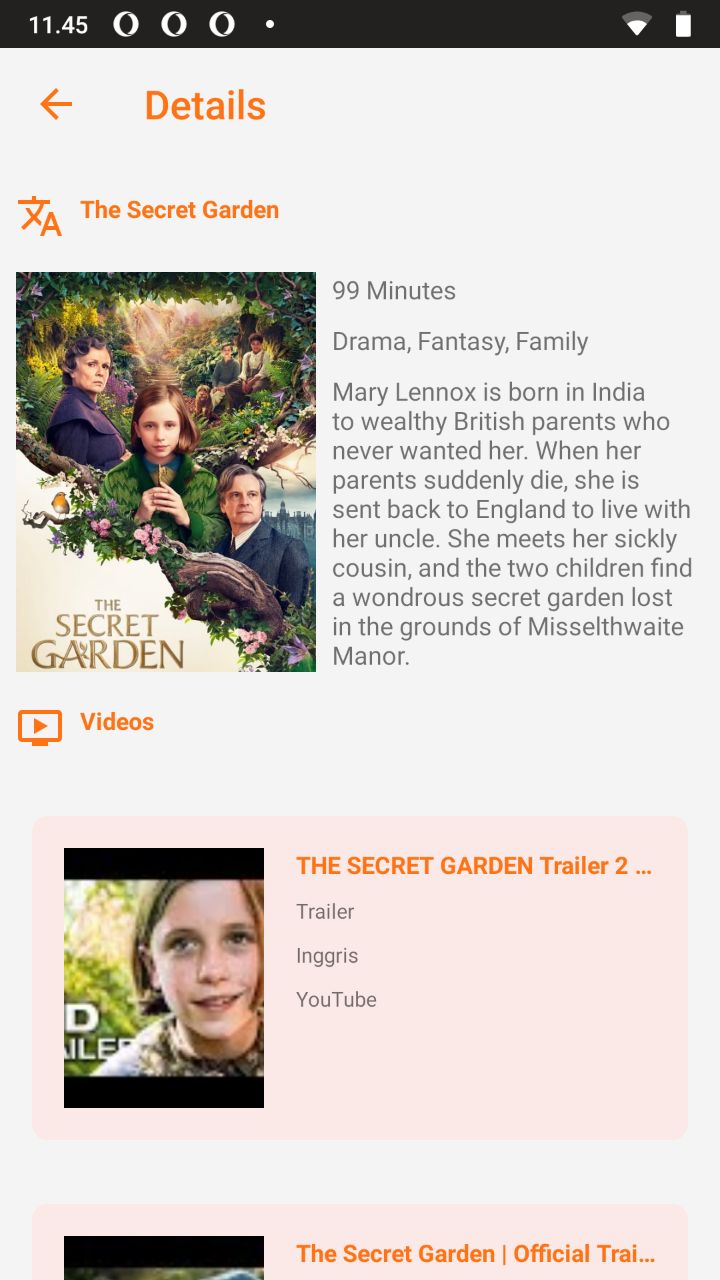 11.45
Details
The Secret Garden
99 Minutes
Drama, Fantasy, Family
Mary Lennox is born in India
to wealthy British parents who
never wanted her. When her
parents suddenly die, she is
sent back to England to live with
her uncle. She meets her sickly
cousin, and the two children find
a wondrous secret garden lost
in the grounds of Misselthwaite
Manor.
THE
SECRET
GARDEN
Videos
THE SECRET GARDEN Trailer 2 ...
Trailer
Inggris
YouTube
D
AILER
The Secret Garden | Official Trai...